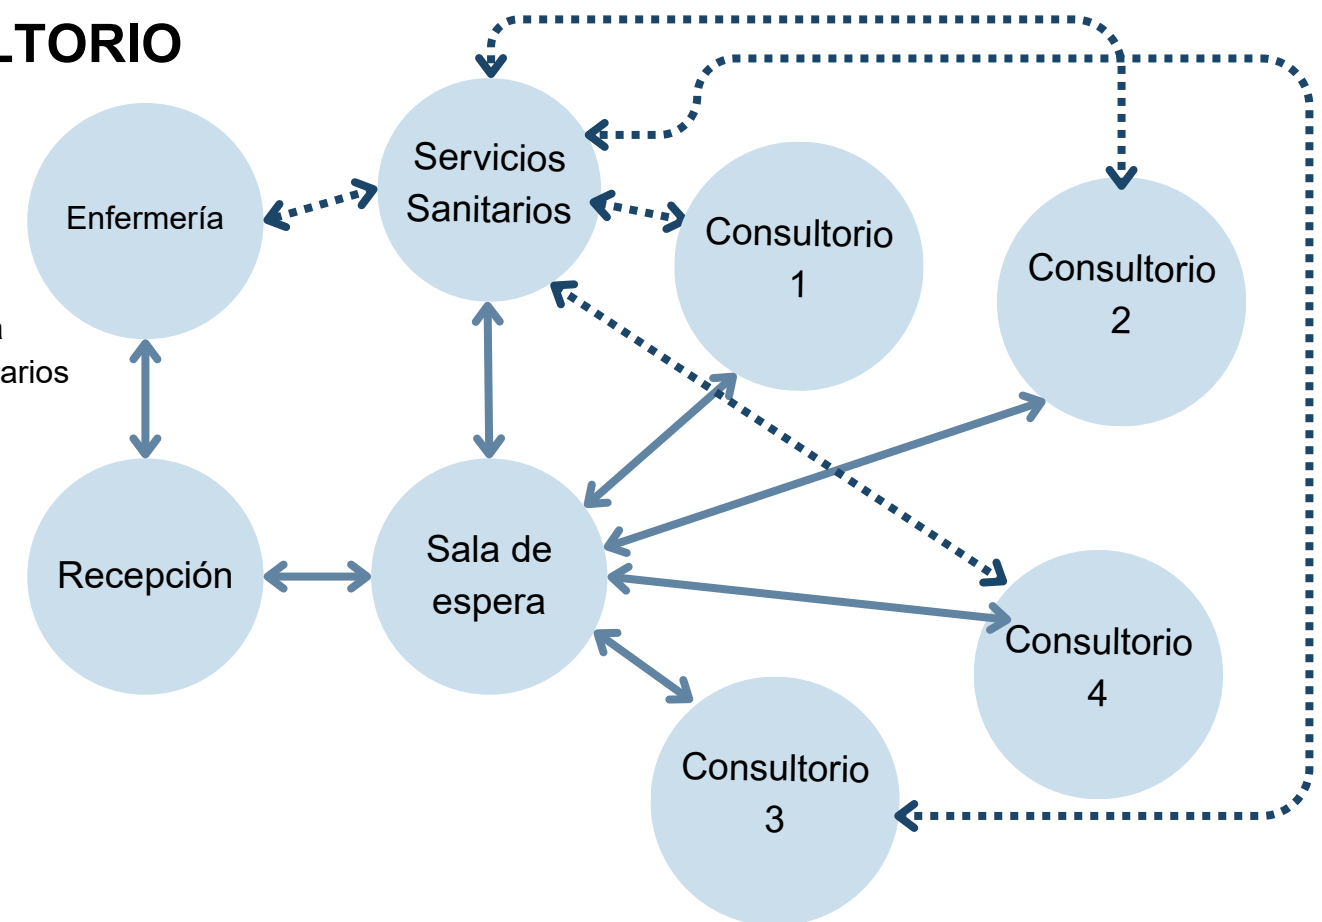 LTORIO
Servicios
Sanitarios
Enfermería
Consultorio
1
Consultorio
2
a
arios
Recepción
Sala de
espera
Consultorio
4
Consultorio
3